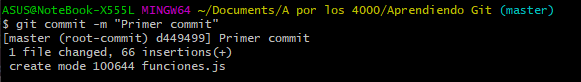 ASUS@NoteBook-X555L MINGW64 ~/Documents/A por los 4000/Aprendiendo Git (master)
$ git commit -m "Primer commit"
[master (root-commit) d449499] Primer commit
 1 file changed, 66 insertions(+)
 create mode 100644 funciones.js